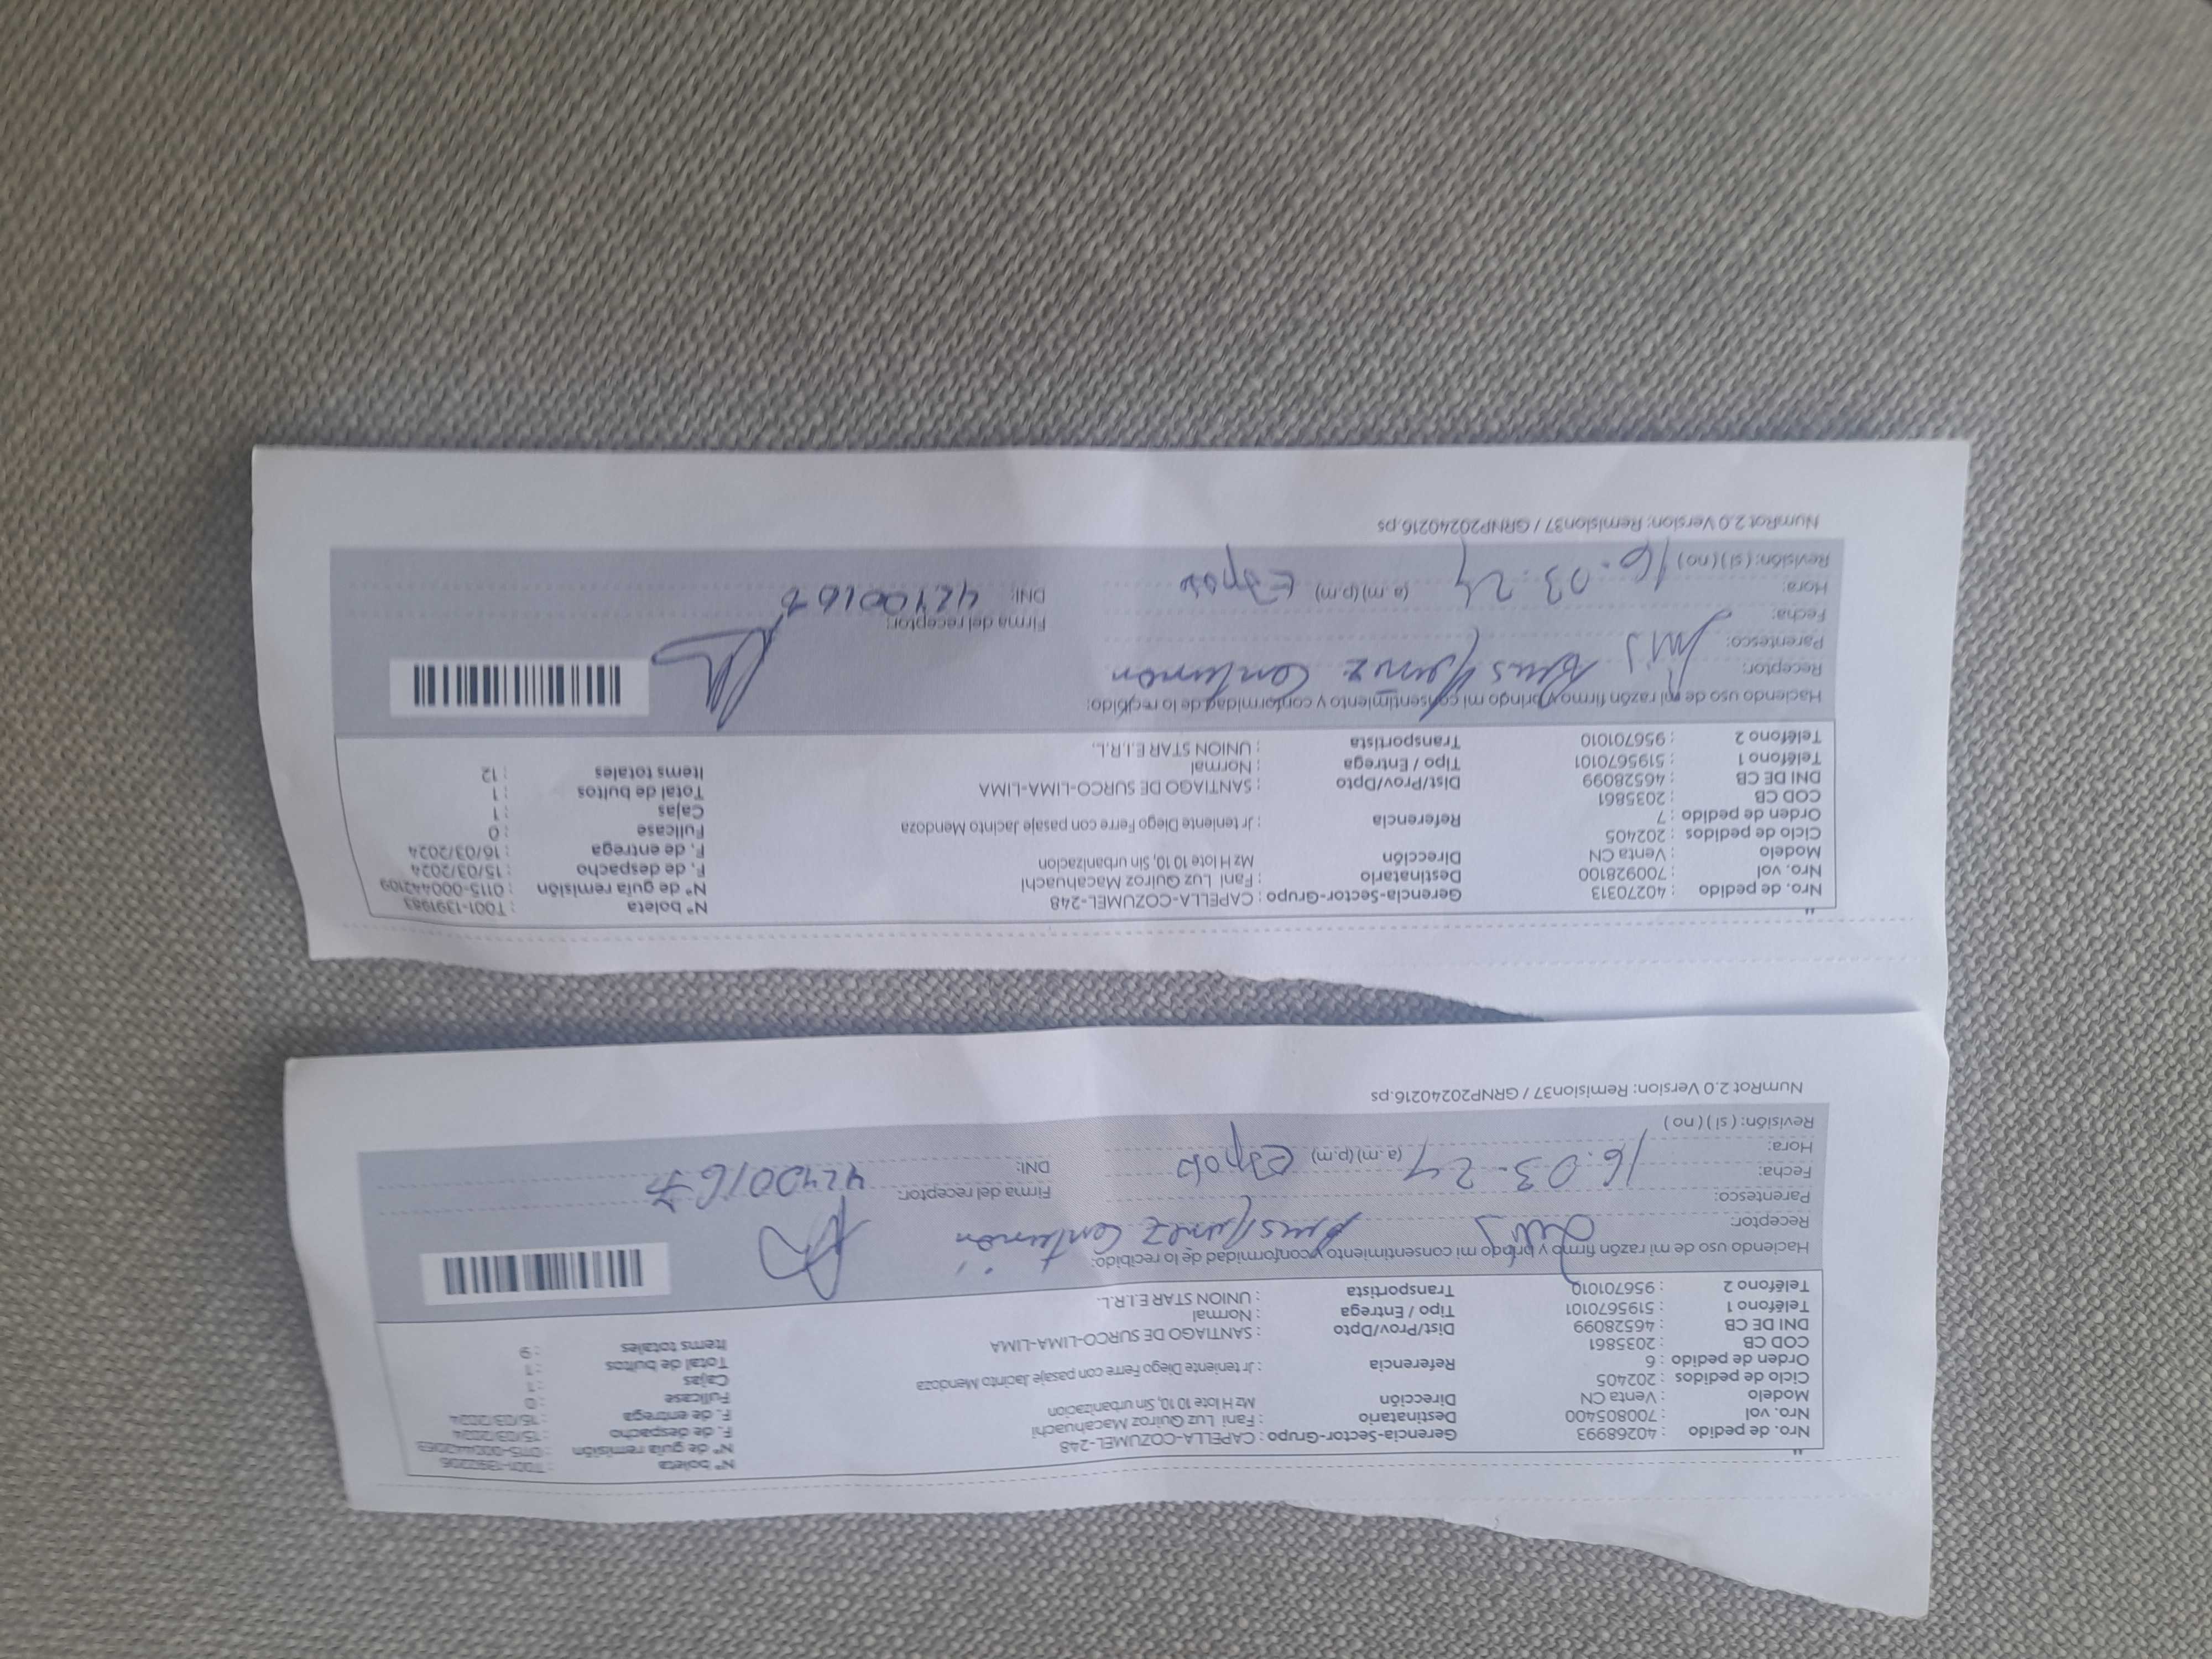 Nro. de pedido : 40268993
Nro. vol : 700805400
Modelo : Venta CN
Ciclo de pedidos : 202405
Orden de pedido : 6
COD CB : 2035861
DNI DE CB : 46528099
Teléfono 1 : 5195670101
Teléfono 2 : 956701010
Gerencia-Sector-Grupo : CAPELLA-COZUMEL-248
Destinatario : Fani Luz Quiroz Macahuachi
Dirección Mz H lote 10 10, Sin urbanizacion
Referencia : Jr teniente Diego Ferre con pasaje Jacinto Mendoza
Dist/Prov/Dpto : SANTIAGO DE SURCO-LIMA-LIMA
Tipo / Entrega : Normal
Transportista : UNION STAR E.I.R.L.
N° boleta
N° de guía remisión
F. de despacho : 15/03/2024
F. de entrega : 15/03/2024
Fullcase : 0
Cajas : 1
Total de bultos : 1
Items totales : 9
Haciendo uso de mi razón firmo y brindo mi consentimiento y conformidad de lo recibido:
Receptor:
Parentesco:
Fecha: 16.03-24
Hora: (a.m) (p.m)
Revisión: ( si ) ( no )
Firma del receptor:
DNI:
NumRot 2.0 Version: Remision37 / GRNP20240216.ps
Nro. de pedido : 40270313
Nro. vol : 700928100
Modelo : Venta CN
Ciclo de pedidos : 202405
Orden de pedido : 7
COD CB : 2035861
DNI DE CB : 46528099
Teléfono 1 : 5195670101
Teléfono 2 : 956701010
Gerencia-Sector-Grupo : CAPELLA-COZUMEL-248
Destinatario : Fani Luz Quiroz Macahuachi
Dirección Mz H lote 10 10, Sin urbanizacion
Referencia : Jr teniente Diego Ferre con pasaje Jacinto Mendoza
Dist/Prov/Dpto : SANTIAGO DE SURCO-LIMA-LIMA
Tipo / Entrega : Normal
Transportista : UNION STAR E.I.R.L.
N° boleta : T001-1391983
N° de guía remisión : 0115-000442109
F. de despacho : 15/03/2024
F. de entrega : 16/03/2024
Fullcase : 0
Cajas : 1
Total de bultos : 1
Items totales : 12
Haciendo uso de mi razón firmo y brindo mi consentimiento y conformidad de lo recibido:
Receptor:
Parentesco:
Fecha:
Hora: 16.03.24 (a.m) (p.m)
Revisión: ( si ) ( no )
Firma del receptor:
DNI:
NumRot 2.0 Version: Remision37 / GRNP20240216.ps